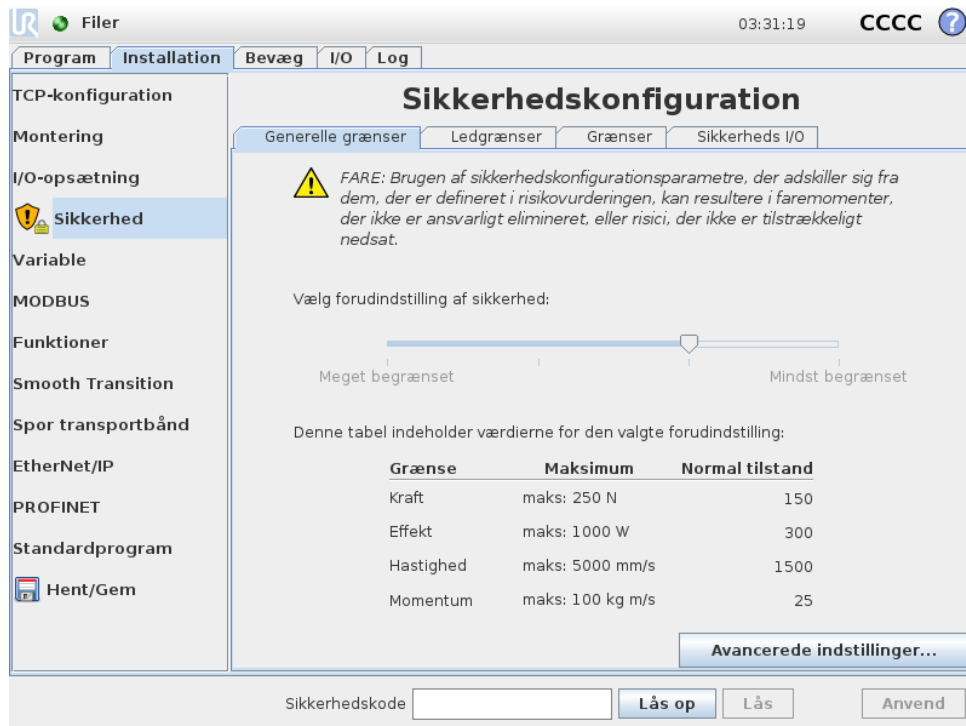 UR Filer 03:31:19 CCCC ?
Program Installation Bevæg I/O Log
TCP-konfiguration
Montering
I/O-opsætning
Sikkerhed
Variable
MODBUS
Funktioner
Smooth Transition
Spor transportbånd
EtherNet/IP
PROFINET
Standardprogram
Hent/Gem
Sikkerhedskonfiguration
Generelle grænser Ledgrænser Grænser Sikkerheds I/O
FARE: Brugen af sikkerhedskonfigurationsparametre, der adskiller sig fra
dem, der er defineret i risikovurderingen, kan resultere i faremomenter,
der ikke er ansvarligt elimineret, eller risici, der ikke er tilstrækkeligt
nedsat.
Vælg forudindstilling af sikkerhed:
Meget begrænset Mindst begrænset
Denne tabel indeholder værdierne for den valgte forudindstilling:
Grænse Maksimum Normal tilstand
Kraft maks: 250 N 150
Effekt maks: 1000 W 300
Hastighed maks: 5000 mm/s 1500
Momentum maks: 100 kg m/s 25
Avancerede indstillinger...
Sikkerhedskode Lås op Lås Anvend